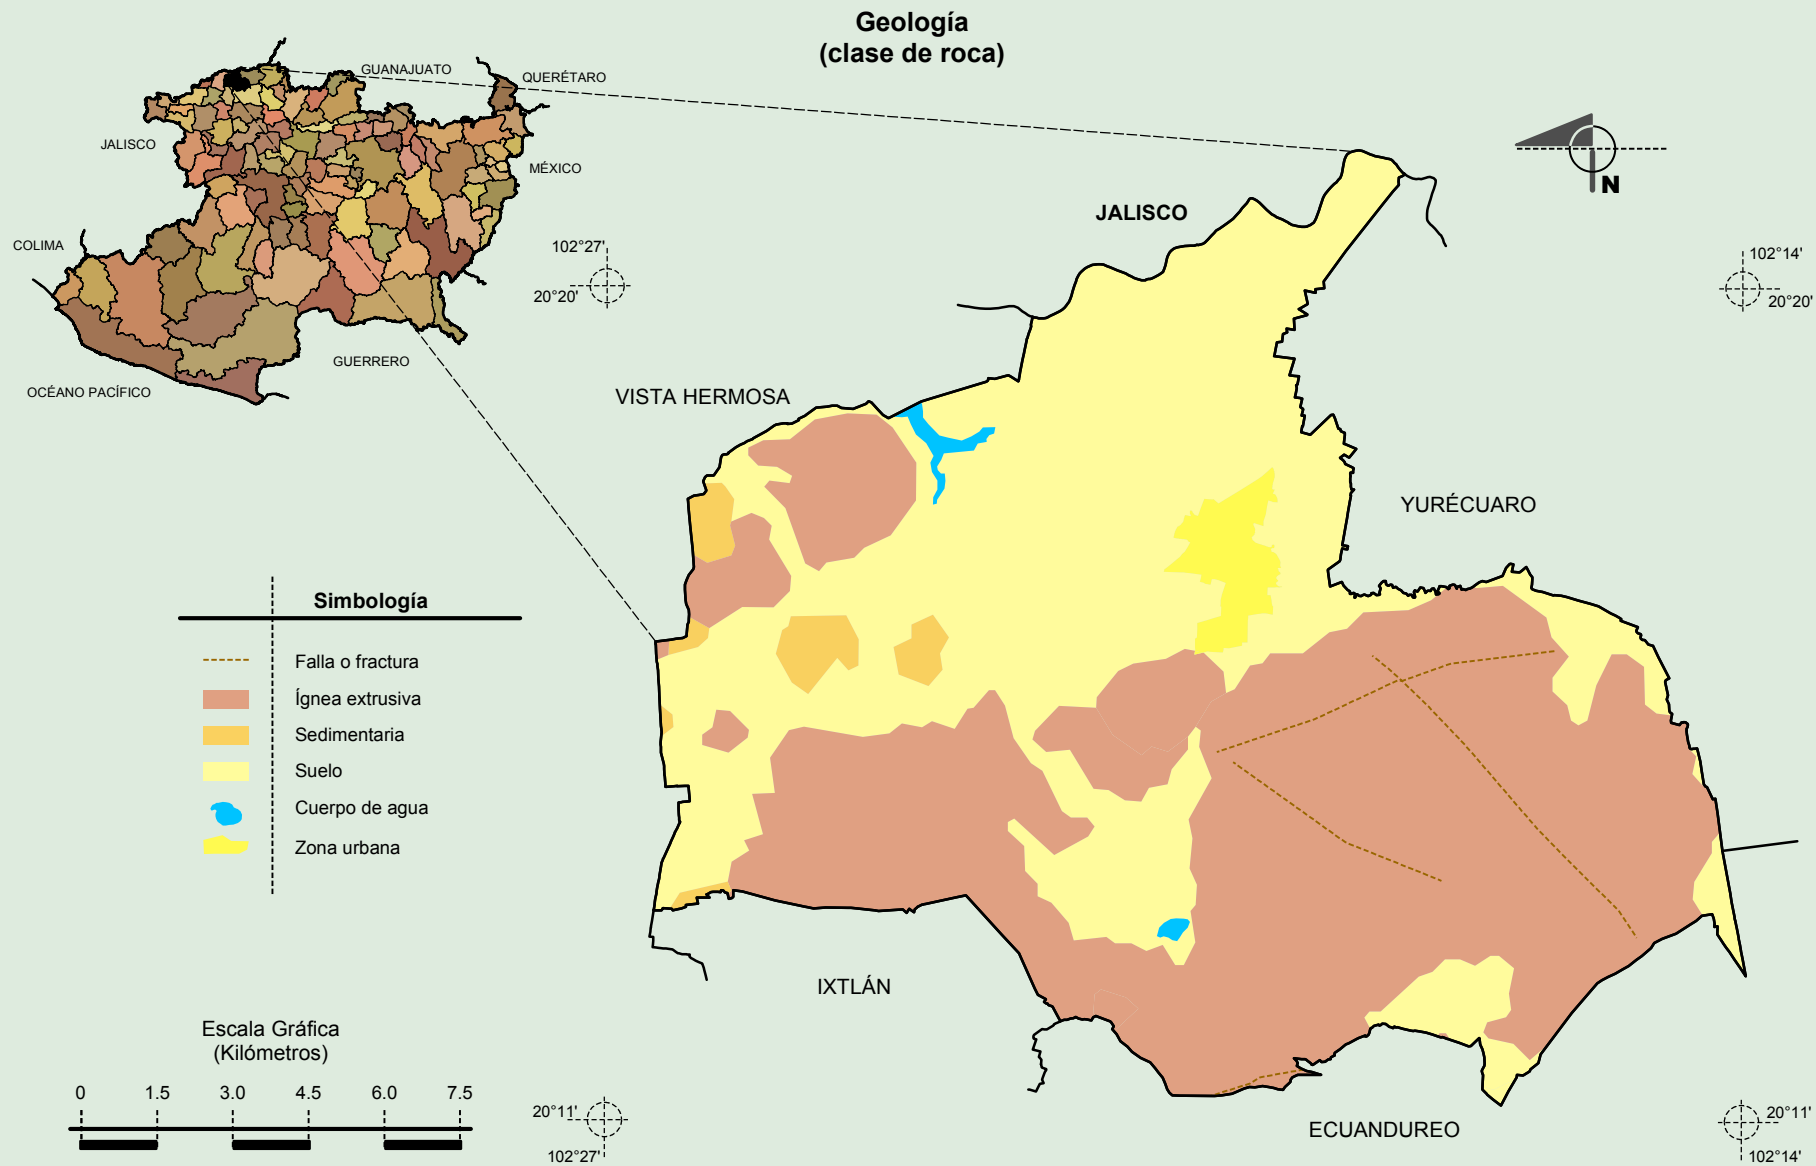 Geología
(clase de roca)
GUANAJUATO
QUERÉTARO
JALISCO
MÉXICO
COLIMA
GUERRERO
OCÉANO PACÍFICO
N
JALISCO
102°27'
20°20'
102°14'
20°20'
VISTA HERMOSA
YURÉCUARO
IXTLÁN
ECUANDUREO
Simbología
Falla o fractura
Ígnea extrusiva
Sedimentaria
Suelo
Cuerpo de agua
Zona urbana
Escala Gráfica
(Kilómetros)
0 1.5 3.0 4.5 6.0 7.5
20°11'
102°27'
20°11'
102°14'